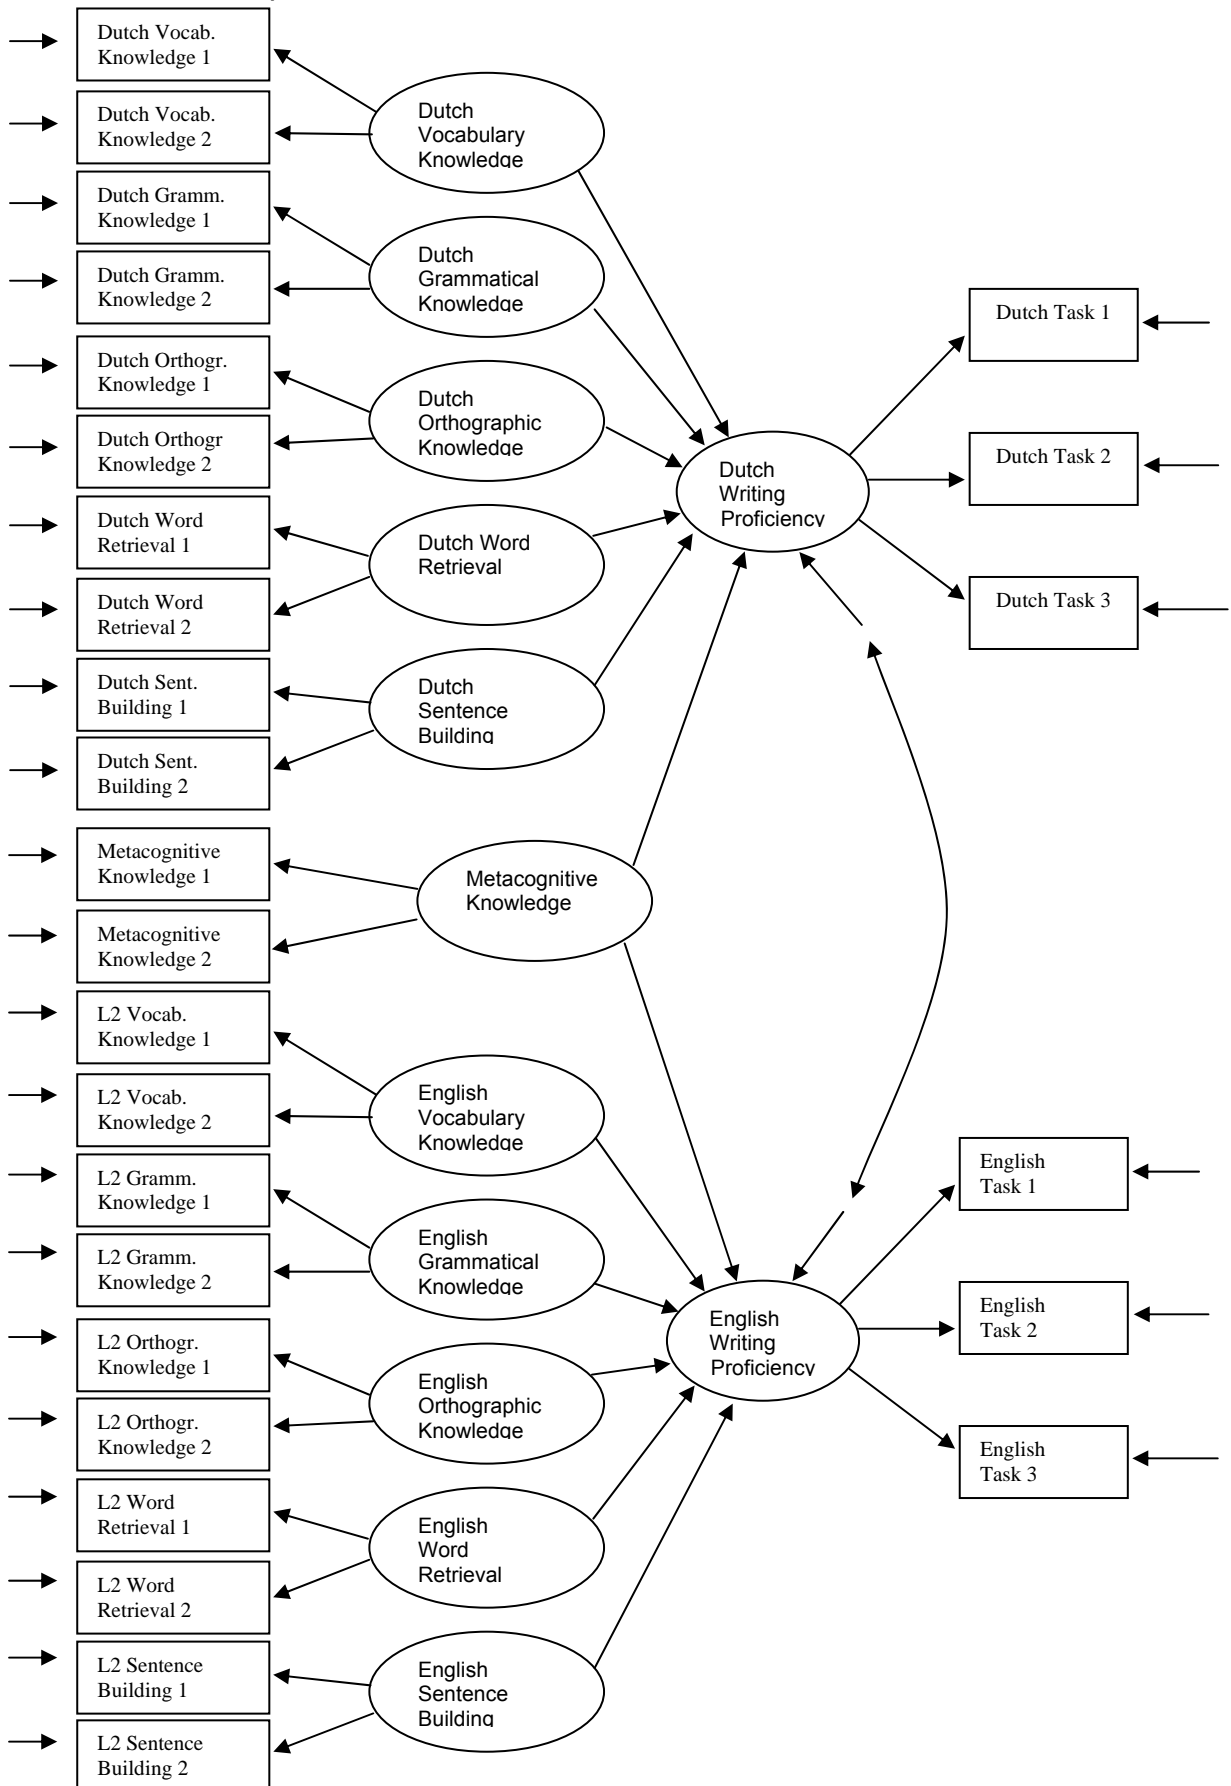 Dutch Vocab.
Knowledge 1
Dutch Vocab.
Knowledge 2
Dutch Gramm.
Knowledge 1
Dutch Gramm.
Knowledge 2
Dutch Orthogr.
Knowledge 1
Dutch Orthogr
Knowledge 2
Dutch Word
Retrieval 1
Dutch Word
Retrieval 2
Dutch Sent.
Building 1
Dutch Sent.
Building 2
Metacognitive
Knowledge 1
Metacognitive
Knowledge 2
L2 Vocab.
Knowledge 1
L2 Vocab.
Knowledge 2
L2 Gramm.
Knowledge 1
L2 Gramm.
Knowledge 2
L2 Orthogr.
Knowledge 1
L2 Orthogr.
Knowledge 2
L2 Word
Retrieval 1
L2 Word
Retrieval 2
L2 Sentence
Building 1
L2 Sentence
Building 2
Dutch
Vocabulary
Knowledge
Dutch
Grammatical
Knowledge
Dutch
Orthographic
Knowledge
Dutch Word
Retrieval
Dutch
Sentence
Building
Metacognitive
Knowledge
English
Vocabulary
Knowledge
English
Grammatical
Knowledge
English
Orthographic
Knowledge
English
Word
Retrieval
English
Sentence
Building
Dutch
Writing
Proficiency
English
Writing
Proficiency
Dutch Task 1
Dutch Task 2
Dutch Task 3
English
Task 1
English
Task 2
English
Task 3